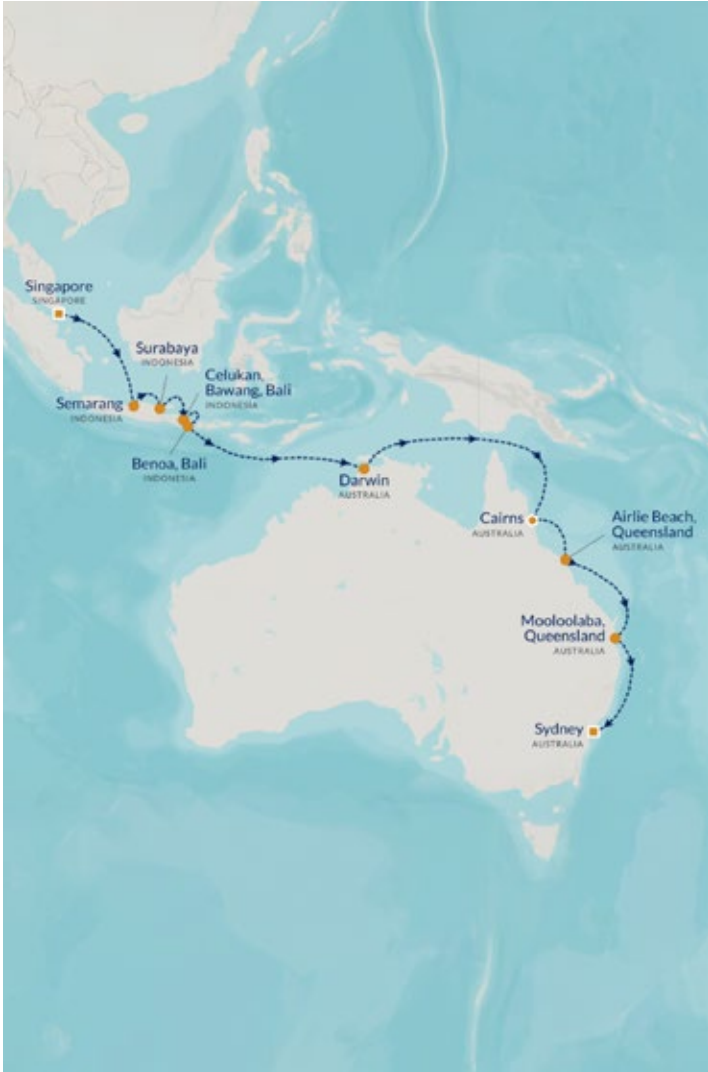 Singapore
SINGAPORE
Surabaya
INDONESIA
Celukan,
Bawang, Bali
INDONESIA
Semarang
INDONESIA
Benoa, Bali
INDONESIA
Darwin
AUSTRALIA
Cairns
AUSTRALIA
Airlie Beach,
Queensland
AUSTRALIA
Mooloolaba,
Queensland
AUSTRALIA
Sydney
AUSTRALIA